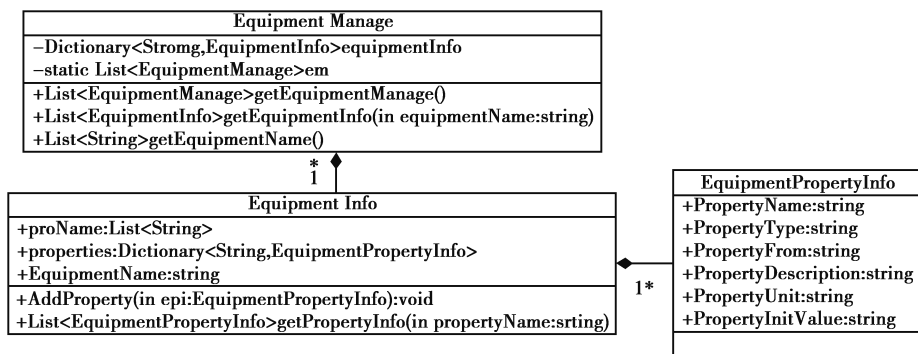 Equipment Manage
−Dictionary<Stromg,EquipmentInfo>equipmentInfo
−static List<EquipmentManage>em
+List<EquipmentManage>getEquipmentManage()
+List<EquipmentInfo>getEquipmentInfo(in equipmentName:string)
+List<String>getEquipmentName()
*
1
Equipment Info
+proName:List<String>
+properties:Dictionary<String,EquipmentPropertyInfo>
+EquipmentName:string
+AddProperty(in epi:EquipmentPropertyInfo):void
+List<EquipmentPropertyInfo>getPropertyInfo(in propertyName:srting)
1*
EquipmentPropertyInfo
+PropertyName:string
+PropertyType:string
+PropertyFrom:string
+PropertyDescription:string
+PropertyUnit:string
+PropertyInitValue:string